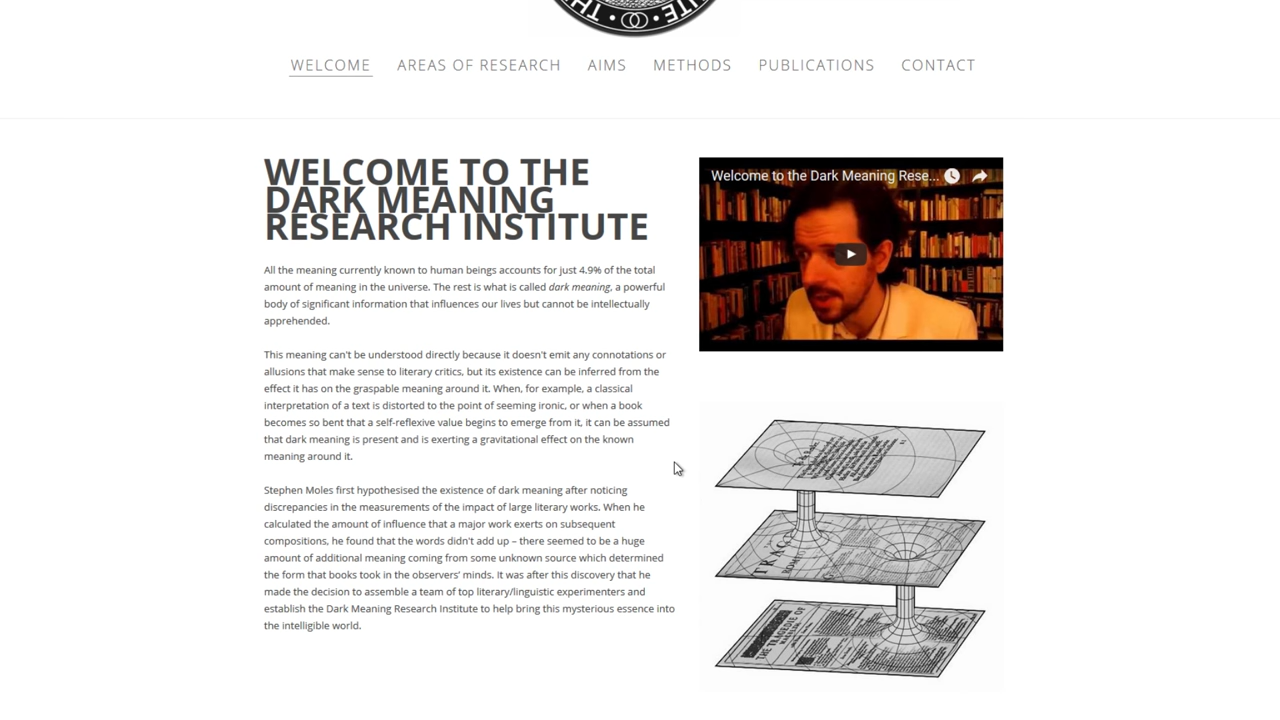 WELCOME AREAS OF RESEARCH AIMS METHODS PUBLICATIONS CONTACT
WELCOME TO THE
DARK MEANING
RESEARCH INSTITUTE
All the meaning currently known to human beings accounts for just 4.9% of the total
amount of meaning in the universe. The rest is what is called dark meaning, a powerful
body of significant information that influences our lives but cannot be intellectually
apprehended.
This meaning can't be understood directly because it doesn't emit any connotations or
allusions that make sense to literary critics, but its existence can be inferred from the
effect it has on the graspable meaning around it. When, for example, a classical
interpretation of a text is distorted to the point of seeming ironic, or when a book
becomes so bent that a self-reflexive value begins to emerge from it, it can be assumed
that dark meaning is present and is exerting a gravitational effect on the known
meaning around it.
Stephen Moles first hypothesised the existence of dark meaning after noticing
discrepancies in the measurements of the impact of large literary works. When he
calculated the amount of influence that a major work exerts on subsequent
compositions, he found that the words didn't add up – there seemed to be a huge
amount of additional meaning coming from some unknown source which determined
the form that books took in the observers' minds. It was after this discovery that he
made the decision to assemble a team of top literary/linguistic experimenters and
establish the Dark Meaning Research Institute to help bring this mysterious essence into
the intelligible world.
Welcome to the Dark Meaning Rese...
THE TRAGEDIE OF